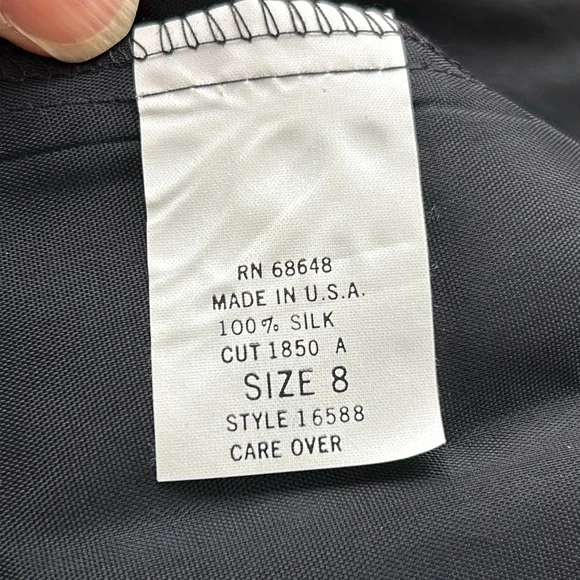 RN 68648
MADE IN U.S.A.
100% SILK
CUT 1850 A
SIZE 8
STYLE 16588
CARE OVER